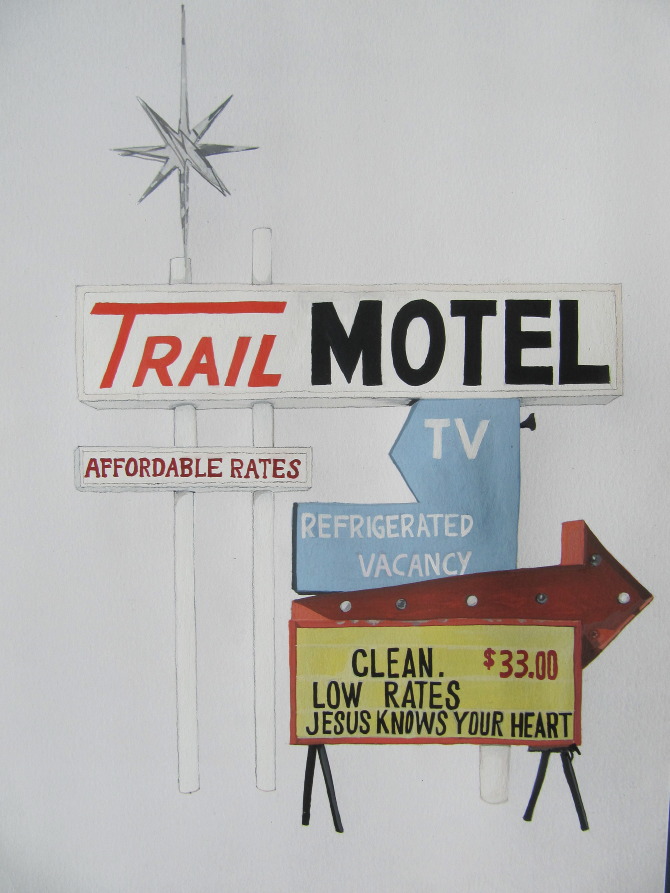 TRAIL MOTEL
AFFORDABLE RATES
TV
REFRIGERATED
VACANCY
CLEAN. $33.00
LOW RATES
JESUS KNOWS YOUR HEART